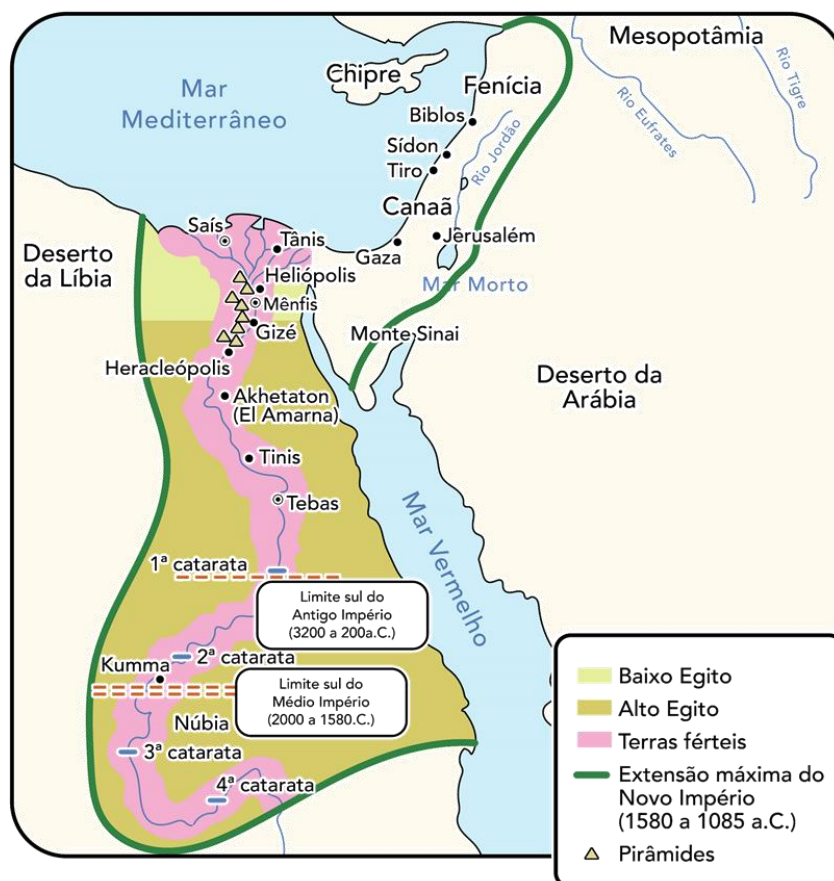 Mesopotâmia
Chipre
Mar
Mediterrâneo
Fenícia
Rio Tigre
Rio Eufrates
Biblos
Sídon
Rio Jordão
Tiro
Canaã
Saís
Tânis
Jêrusalém
Gaza
Deserto
da Líbia
Heliópolis
Mar Morto
Mênfis
Gizé
Monte Sinai
Heracleópolis
Deserto da
Arábia
Akhetaton
(El Amarna)
Tinis
Tebas
Mar Vermelho
1ª catarata
Limite sul do
Antigo Império
(3200 a 200a.C.)
2ª catarata
Kumma
Limite sul do
Médio Império
(2000 a 1580.C.)
Núbia
3ª catarata
4ª catarata
Baixo Egito
Alto Egito
Terras férteis
Extensão máxima do
Novo Império
(1580 a 1085 a.C.)
Pirâmides